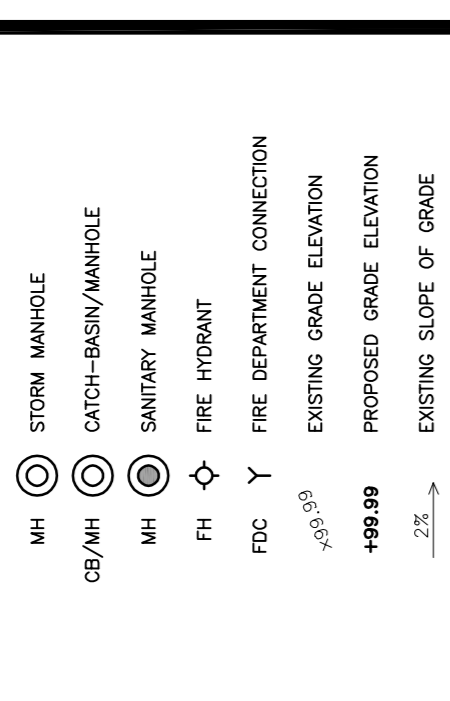 MH STORM MANHOLE
CB/MH CATCH-BASIN/MANHOLE
MH SANITARY MANHOLE
FH FIRE HYDRANT
FDC Y FIRE DEPARTMENT CONNECTION
x99.99 EXISTING GRADE ELEVATION
+99.99 PROPOSED GRADE ELEVATION
2% EXISTING SLOPE OF GRADE